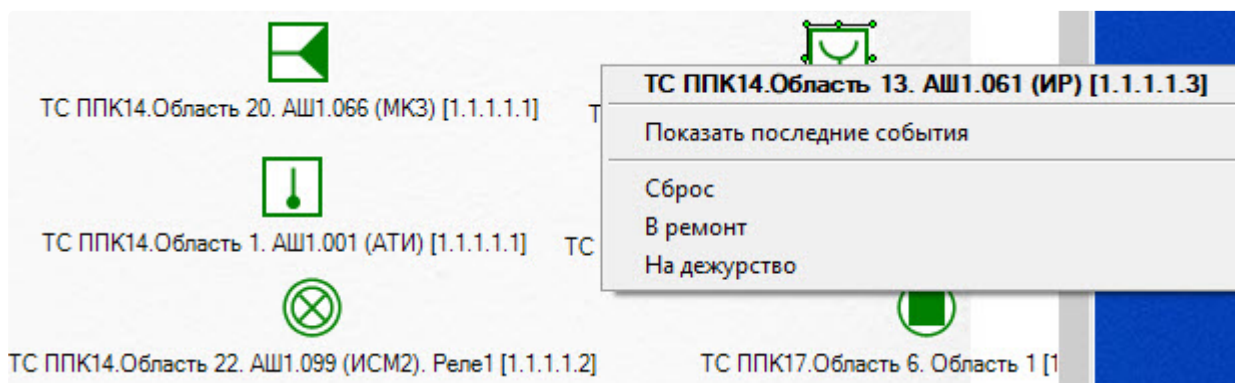 ТС ППК14.Область 20. АШ1.066 (МКЗ) [1.1.1.1.1]
Т
ТС ППК14.Область 13. АШ1.061 (ИР) [1.1.1.1.3]
Показать последние события
Сброс
В ремонт
На дежурство
ТС ППК14.Область 1. АШ1.001 (АТИ) [1.1.1.1.1]
ТС
ТС ППК14.Область 22. АШ1.099 (ИСМ2). Реле1 [1.1.1.1.2]
ТС ППК17.Область 6. Область 1 [1